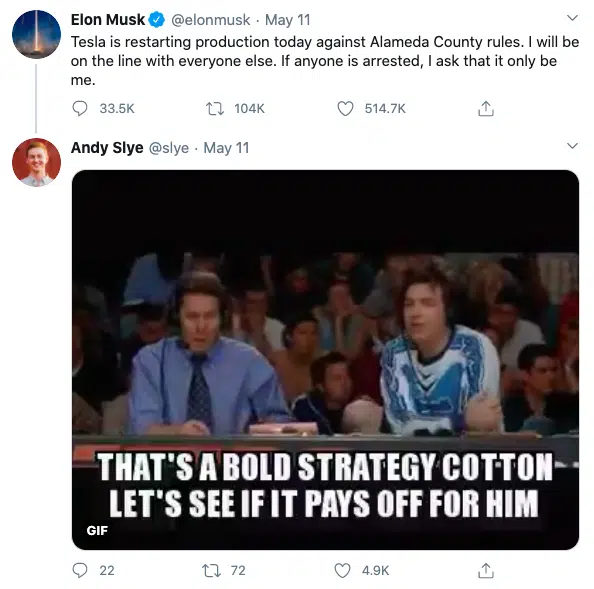 Elon Musk @elonmusk · May 11
Tesla is restarting production today against Alameda County rules. I will be
on the line with everyone else. If anyone is arrested, I ask that it only be
me.
33.5K 104K 514.7K
Andy Slye @slye · May 11
THAT'S A BOLD STRATEGY COTTON
LET'S SEE IF IT PAYS OFF FOR HIM
GIF
22 72 4.9K